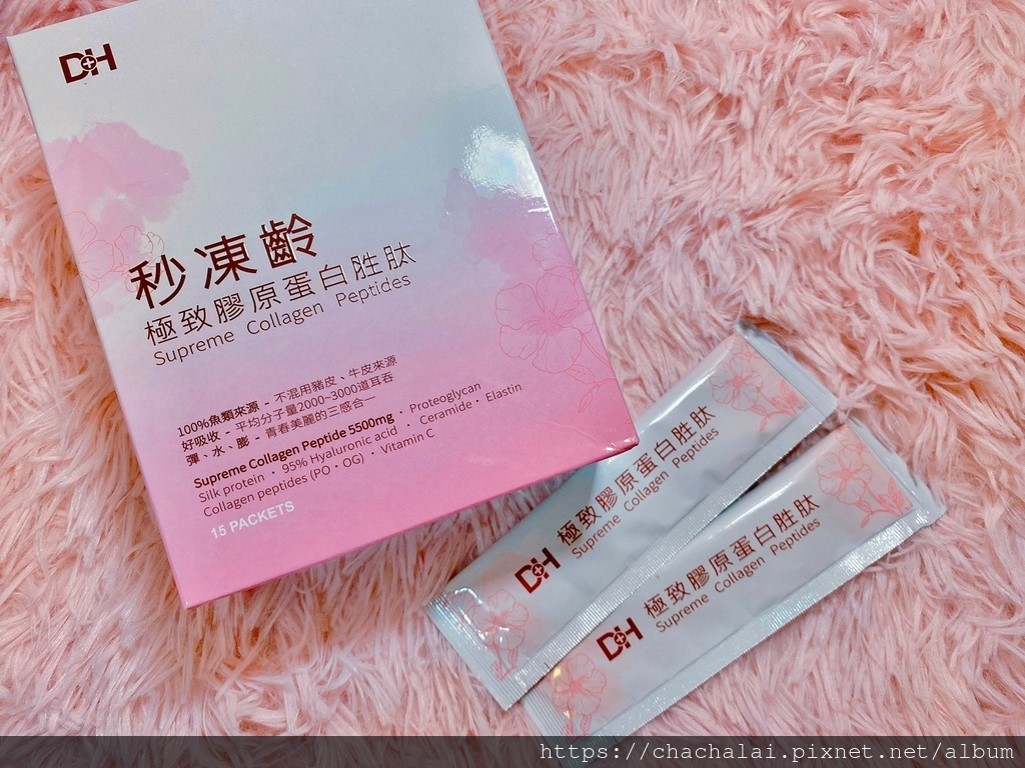 D+H
秒凍齡
極致膠原蛋白胜肽
Supreme Collagen Peptides
100%魚類來源 - 不混用豬皮、牛皮來源
好吸收 - 平均分子量2000~3000道耳吞
彈、水、膨 - 青春美麗的三感合一
Supreme Collagen Peptide 5500mg・Proteoglycan
Silk protein・95% Hyaluronic acid・Ceramide・Elastin
Collagen peptides (PO・OG)・Vitamin C
15 PACKETS
D+H 極致膠原蛋白胜肽
Supreme Collagen Peptides
D+H 極致膠原蛋白胜肽
Supreme Collagen Peptides
https://chachalai.pixnet.net/album